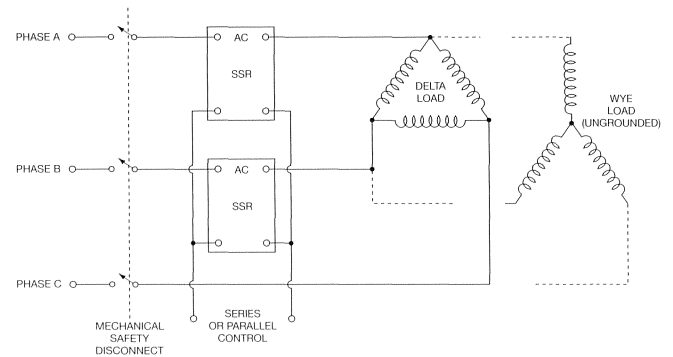 PHASE A
AC
SSR
DELTA
LOAD
WYE
LOAD
(UNGROUNDED)
PHASE B
AC
SSR
PHASE C
MECHANICAL
SAFETY
DISCONNECT
SERIES
OR PARALLEL
CONTROL